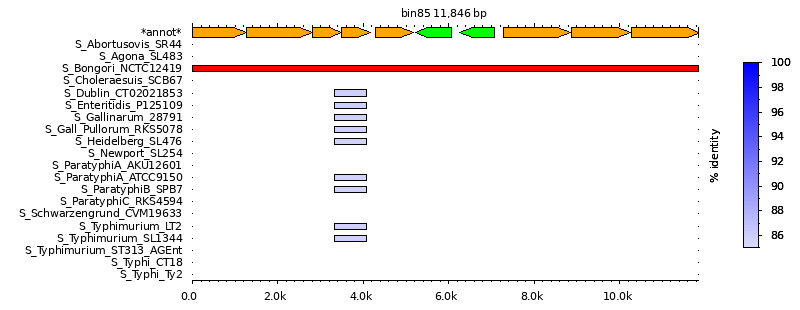 bin85 11,846 bp
*annot*
S_Abortusovis_SR44
S_Agona_SL483
S_Bongori_NCTC12419
S_Choleraesuis_SCB67
S_Dublin_CT02021853
S_Enteritidis_P125109
S_Gallinarum_28791
S_Gall_Pullorum_RKS5078
S_Heidelberg_SL476
S_Newport_SL254
S_ParatyphiA_AKU12601
S_ParatyphiA_ATCC9150
S_ParatyphiB_SPB7
S_ParatyphiC_RKS4594
S_Schwarzengrund_CVM19633
S_Typhimurium_LT2
S_Typhimurium_SL1344
S_Typhimurium_ST313_AGEnt
S_Typhi_CT18
S_Typhi_Ty2
0.0 2.0k 4.0k 6.0k 8.0k 10.0k
% identity
100
98
96
94
92
90
88
86